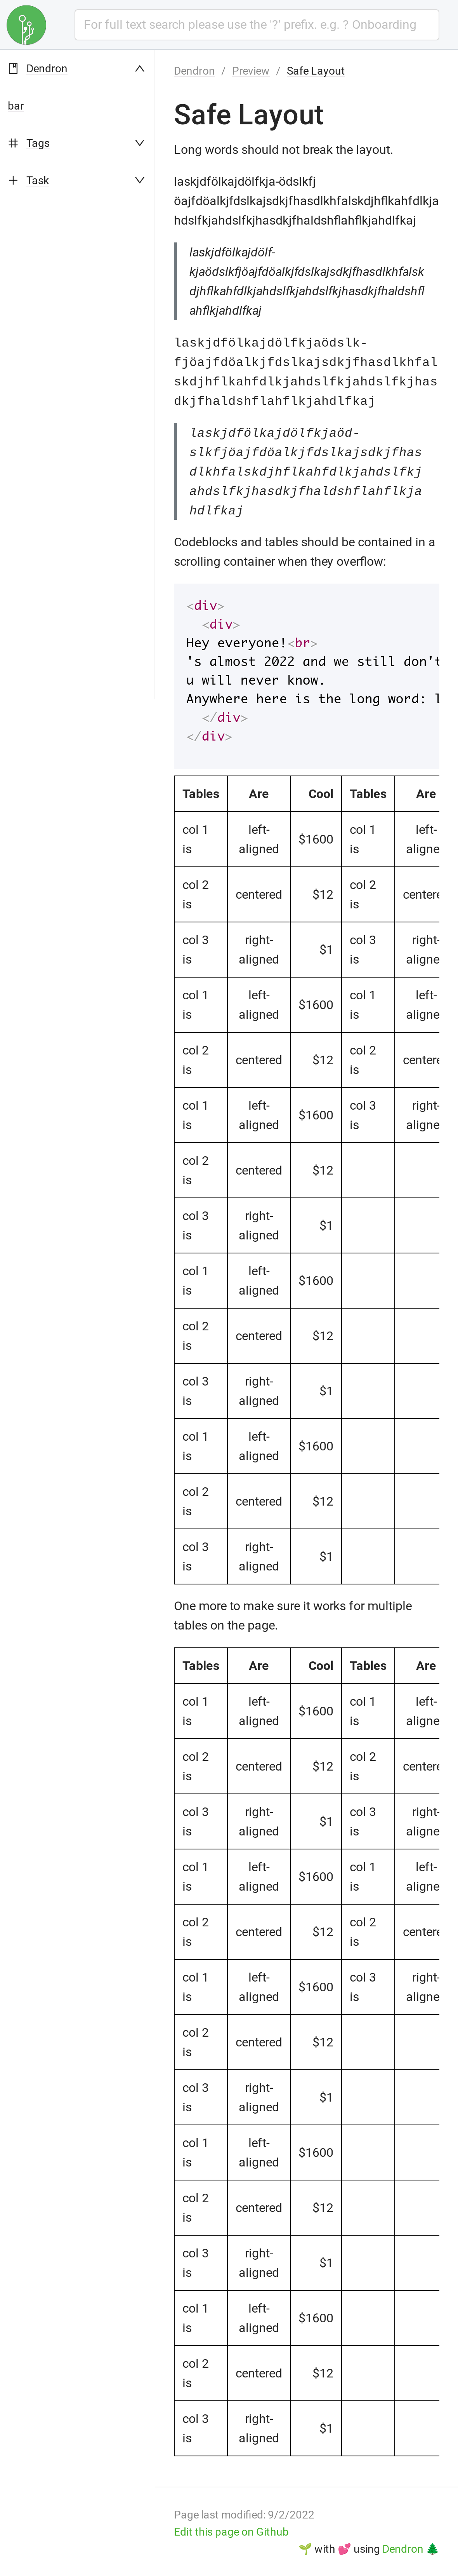 For full text search please use the '?' prefix. e.g. ? Onboarding
Dendron
bar
Tags
Task
Dendron / Preview / Safe Layout
Safe Layout
Long words should not break the layout.
laskjdfölkajdölfkja-ödslkfj
öajfdöalkjfdslkajsdkjfhasdlkhfalskdjhflkahfdlkja
hdslfkjahdslfkjhasdkjfhaldshflahflkjahdlfkaj
laskjdfölkajdölf-
kjaödslkfjöajfdöalkjfdslkajsdkjfhasdlkhfalsk
djhflkahfdlkjahdslfkjahdslfkjhasdkjfhaldshfl
ahflkjahdlfkaj
laskjdfölkajdölfkjaödslk-
fjöajfdöalkjfdslkajsdkjfhasdlkhfal
skdjhflkahfdlkjahdslfkjahdslfkjhas
dkjfhaldshflahflkjahdlfkaj
laskjdfölkajdölfkjaöd-
slkfjöajfdöalkjfdslkajsdkjfhas
dlkhfalskdjhflkahfdlkjahdslfkj
ahdslfkjhasdkjfhaldshflahflkja
hdlfkaj
Codeblocks and tables should be contained in a
scrolling container when they overflow:
<div>
<div>
Hey everyone!<br>
's almost 2022 and we still don't
u will never know.
Anywhere here is the long word: l
</div>
</div>
Tables Are Cool Tables Are
col 1 left- col 1 left-
$1600
is aligned is aligne
col 2 col 2
centered $12 centere
is is
col 3 right- col 3 right-
$1
is aligned is aligne
col 1 left- col 1 left-
$1600
is aligned is aligne
col 2 col 2
centered $12 centere
is is
col 1 left- col 3 right-
$1600
is aligned is aligne
col 2
centered $12
is
col 3 right-
$1
is aligned
col 1 left-
$1600
is aligned
col 2
centered $12
is
col 3 right-
$1
is aligned
col 1 left-
$1600
is aligned
col 2
centered $12
is
col 3 right-
$1
is aligned
One more to make sure it works for multiple
tables on the page.
Tables Are Cool Tables Are
col 1 left- col 1 left-
$1600
is aligned is aligne
col 2 col 2
centered $12 centere
is is
col 3 right- col 3 right-
$1
is aligned is aligne
col 1 left- col 1 left-
$1600
is aligned is aligne
col 2 col 2
centered $12 centere
is is
col 1 left- col 3 right-
$1600
is aligned is aligne
col 2
centered $12
is
col 3 right-
$1
is aligned
col 1 left-
$1600
is aligned
col 2
centered $12
is
col 3 right-
$1
is aligned
col 1 left-
$1600
is aligned
col 2
centered $12
is
col 3 right-
$1
is aligned
Page last modified: 9/2/2022
Edit this page on Github
🌱 with 💕 using Dendron 🌲